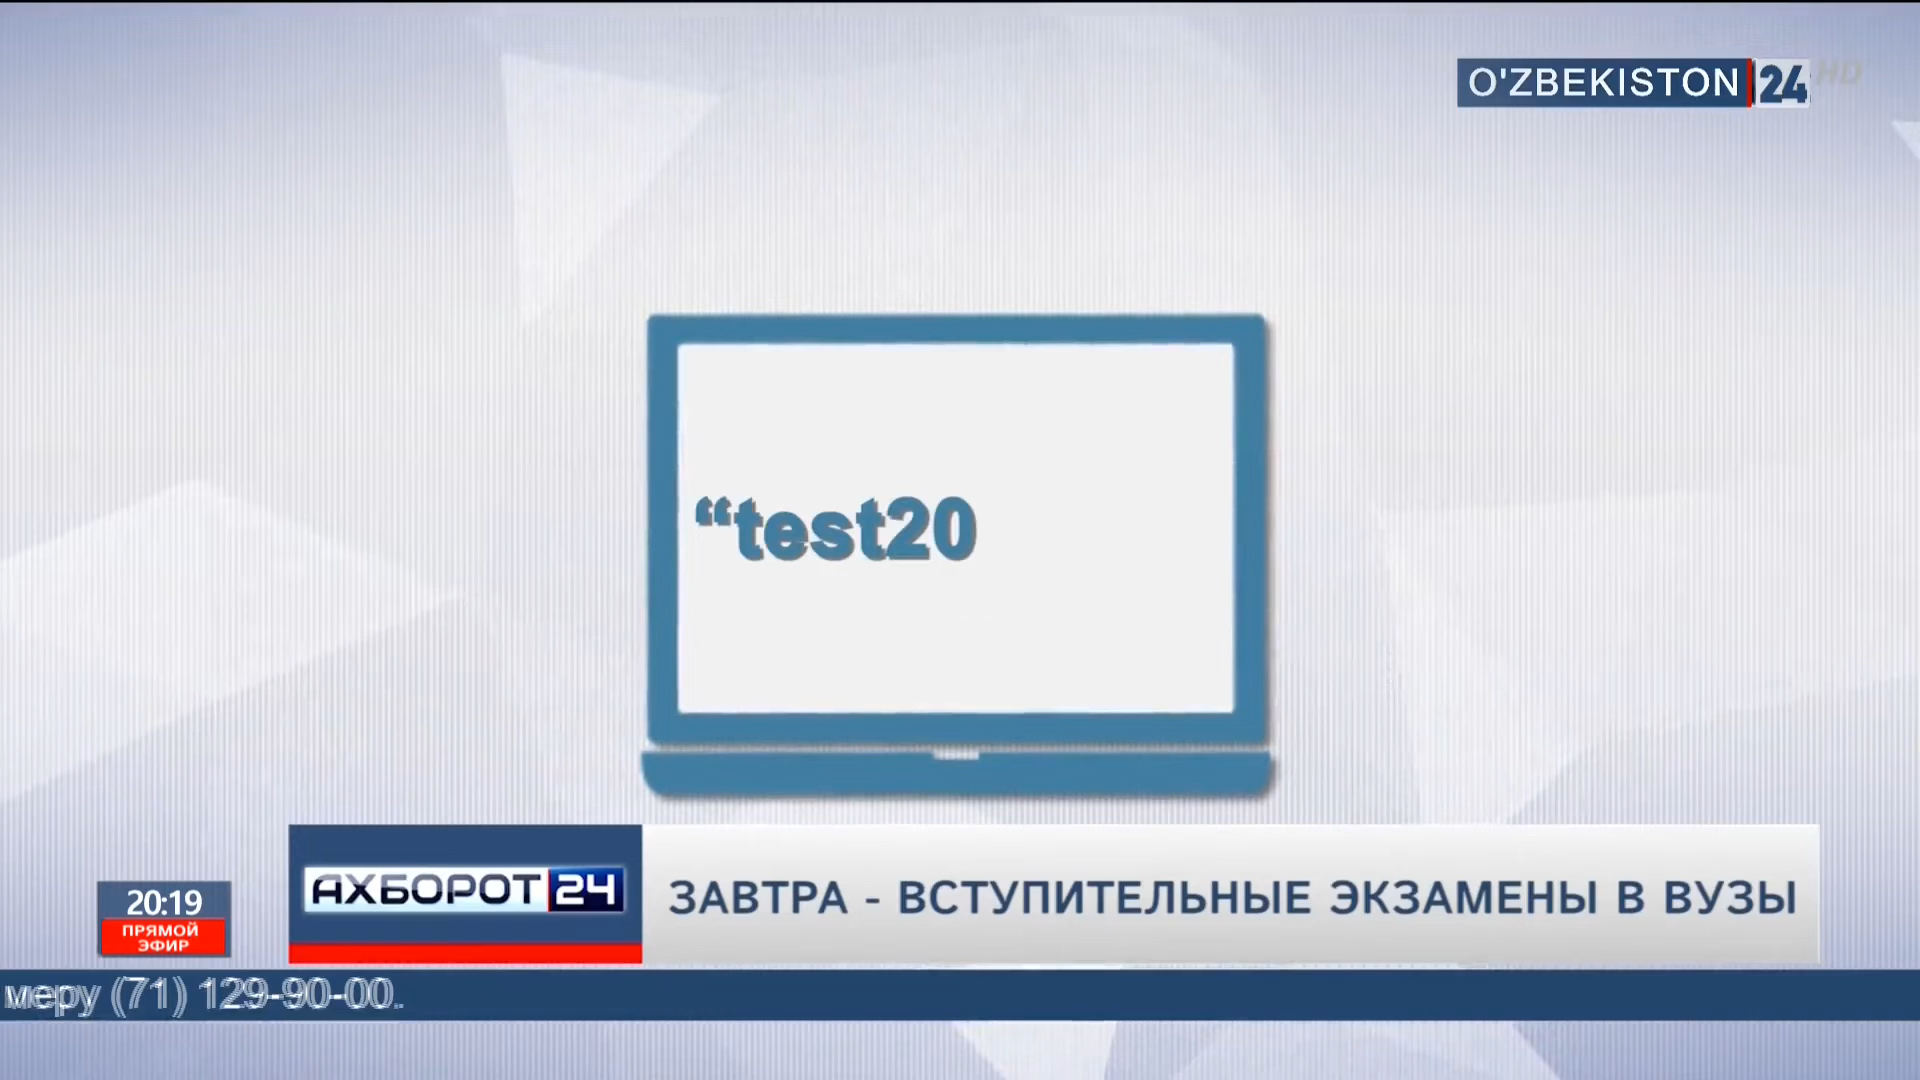 O'ZBEKISTON 24 HD
“test20
АХБОРОТ 24
ЗАВТРА - ВСТУПИТЕЛЬНЫЕ ЭКЗАМЕНЫ В ВУЗЫ
20:19
ПРЯМОЙ
ЭФИР
меру (71) 129-90-00.